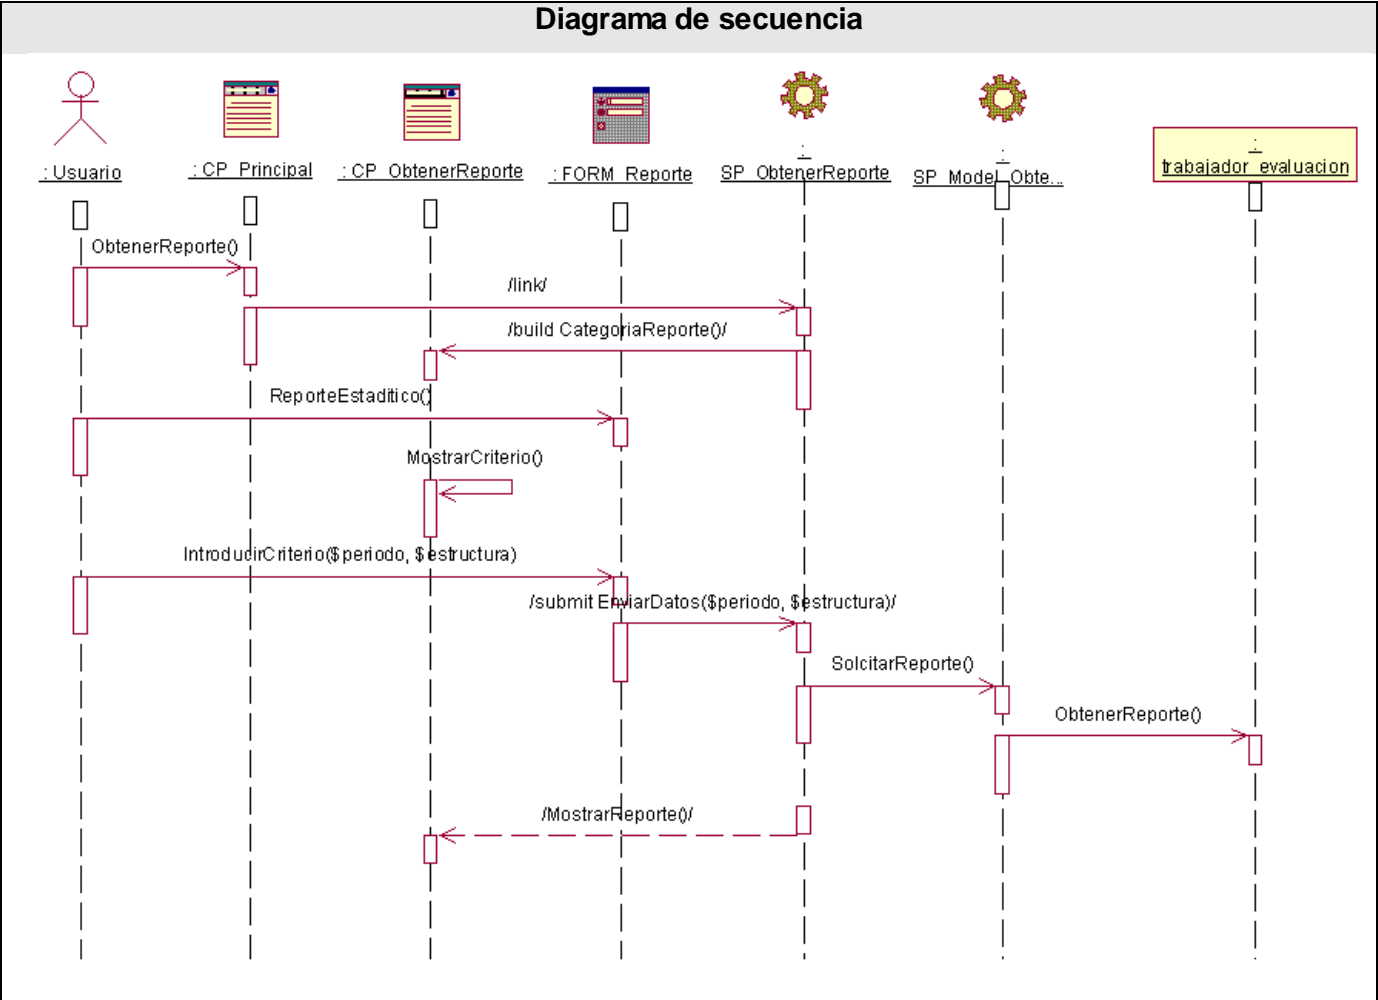 Diagrama de secuencia
: Usuario
: CP_Principal
: CP_ObtenerReporte
: FORM_Reporte
:
SP_ObtenerReporte
:
SP_Model_Obte...
:
trabajador_evaluacion
ObtenerReporte()
/link/
/build CategoriaReporte()/
ReporteEstaditico()
MostrarCriterio()
IntroducirCriterio($periodo, $estructura)
/submit EnviarDatos($periodo, $estructura)/
SolcitarReporte()
ObtenerReporte()
/MostrarReporte()/